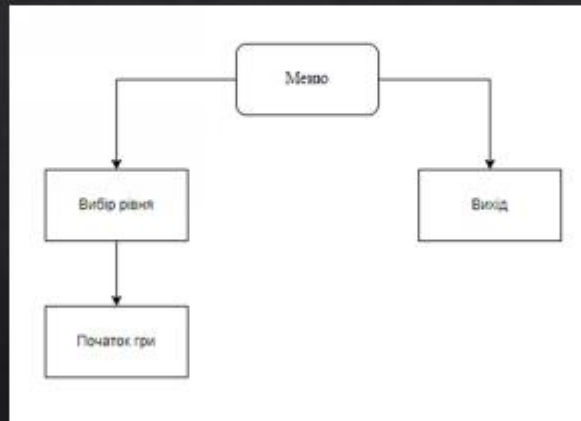 Меню
Вибір рівня
Вихід
Початок гри